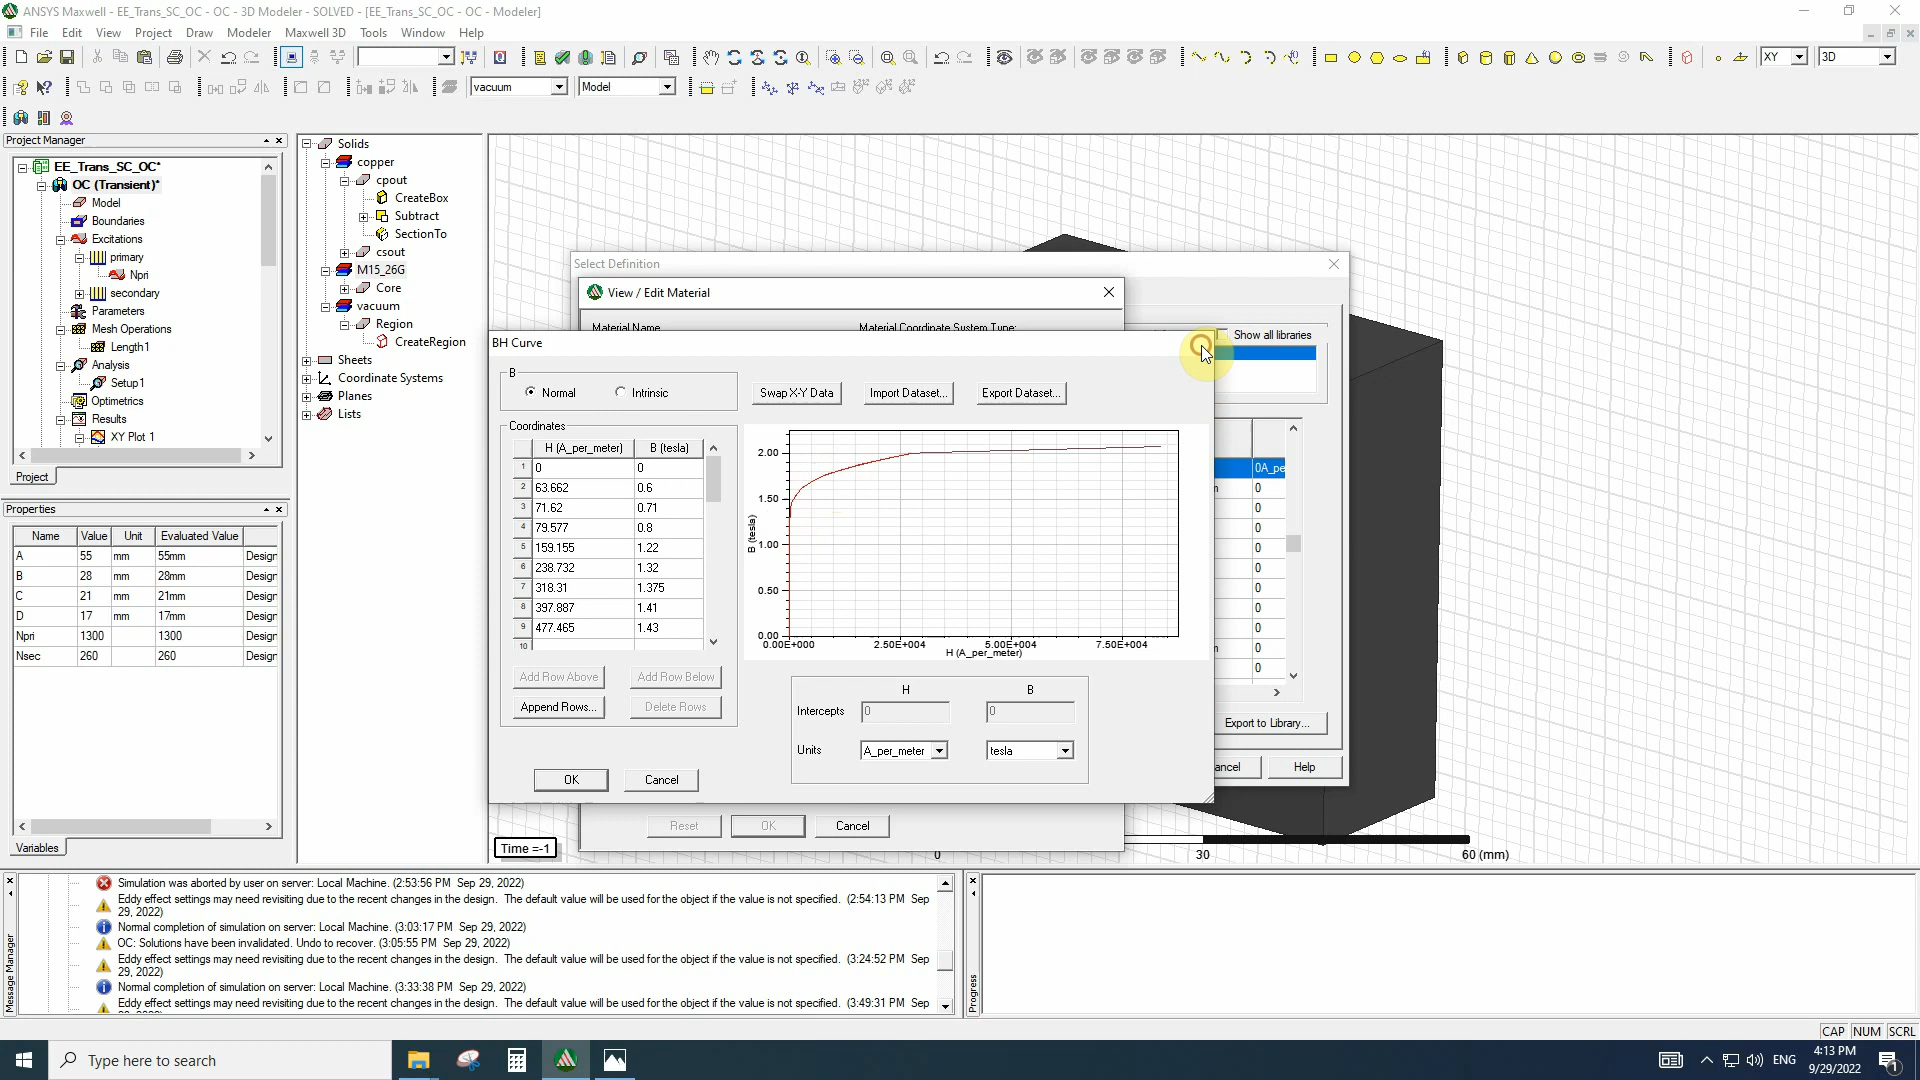 ANSYS Maxwell - EE_Trans_SC_OC - OC - 3D Modeler - SOLVED - [EE_Trans_SC_OC - OC - Modeler]
File Edit View Project Draw Modeler Maxwell 3D Tools Window Help
XY 3D
vacuum Model
Project Manager
EE_Trans_SC_OC*
OC (Transient)*
Model
Boundaries
Excitations
primary
Npri
secondary
Parameters
Mesh Operations
Length1
Analysis
Setup1
Optimetrics
Results
XY Plot 1
Project
Properties
Name Value Unit Evaluated Value
A 55 mm 55mm Design
B 28 mm 28mm Design
C 21 mm 21mm Design
D 17 mm 17mm Design
Npri 1300 1300 Design
Nsec 260 260 Design
Variables
Solids
copper
cpout
CreateBox
Subtract
SectionTo
csout
M15_26G
Core
vacuum
Region
CreateRegion
Sheets
Coordinate Systems
Planes
Lists
Select Definition
View / Edit Material
Material Name Material Coordinate System Type:
Show all libraries
0A_pe
0
0
0
0
0
0
0
0
0
0
Export to Library...
ancel Help
BH Curve
B
Normal Intrinsic
Swap X-Y Data Import Dataset... Export Dataset...
Coordinates
H (A_per_meter) B (tesla)
1 0 0
2 63.662 0.6
3 71.62 0.71
4 79.577 0.8
5 159.155 1.22
6 238.732 1.32
7 318.31 1.375
8 397.887 1.41
9 477.465 1.43
10
Add Row Above Add Row Below
Append Rows... Delete Rows
OK Cancel
2.00
1.50
1.00
0.50
0.00
B (tesla)
0.00E+000 2.50E+004 5.00E+004 7.50E+004
H (A_per_meter)
H B
Intercepts 0 0
Units A_per_meter tesla
Reset OK Cancel
Time =-1
0 30 60 (mm)
Message Manager
Simulation was aborted by user on server: Local Machine. (2:53:56 PM Sep 29, 2022)
Eddy effect settings may need revisiting due to the recent changes in the design. The default value will be used for the object if the value is not specified. (2:54:13 PM Sep
29, 2022)
Normal completion of simulation on server: Local Machine. (3:03:17 PM Sep 29, 2022)
OC: Solutions have been invalidated. Undo to recover. (3:05:55 PM Sep 29, 2022)
Eddy effect settings may need revisiting due to the recent changes in the design. The default value will be used for the object if the value is not specified. (3:24:52 PM Sep
29, 2022)
Normal completion of simulation on server: Local Machine. (3:33:38 PM Sep 29, 2022)
Eddy effect settings may need revisiting due to the recent changes in the design. The default value will be used for the object if the value is not specified. (3:49:31 PM Sep
Progress
CAP NUM SCRL
Type here to search
ENG
4:13 PM
9/29/2022
1